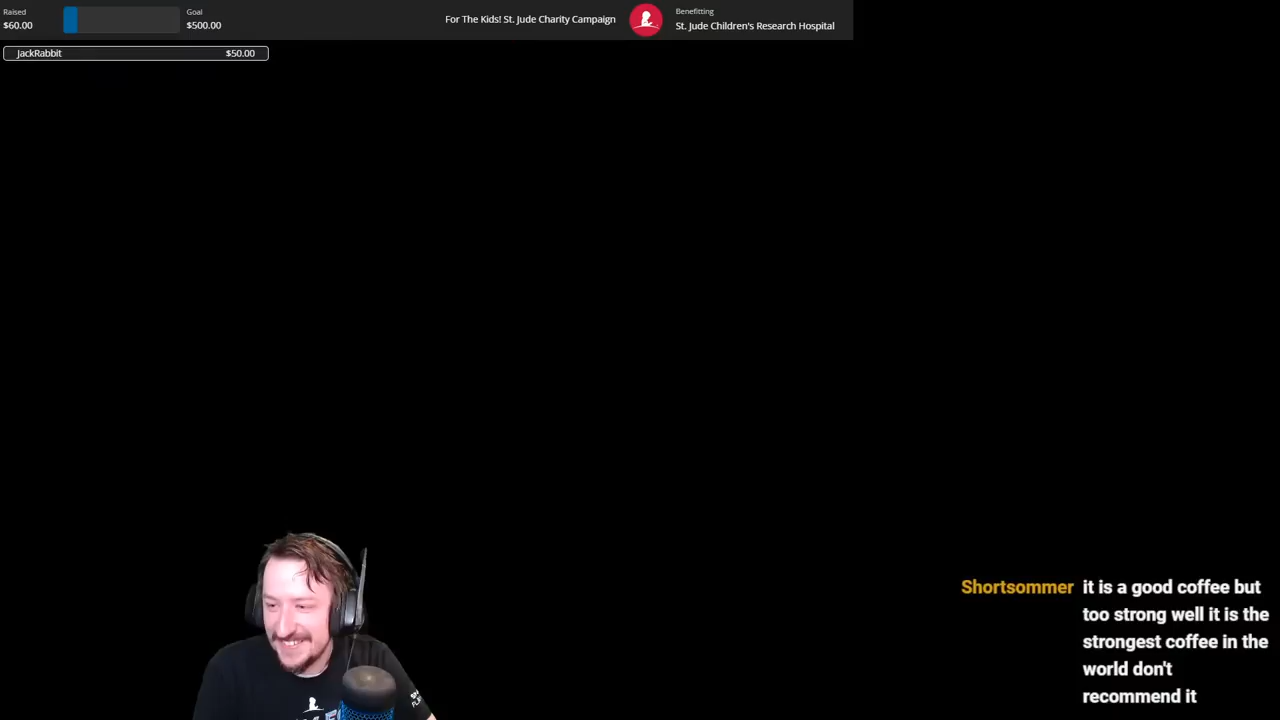 Raised
$60.00
Goal
$500.00
For The Kids! St. Jude Charity Campaign
Benefitting
St. Jude Children's Research Hospital
JackRabbit $50.00
Shortsommer it is a good coffee but
too strong well it is the
strongest coffee in the
world don't
recommend it